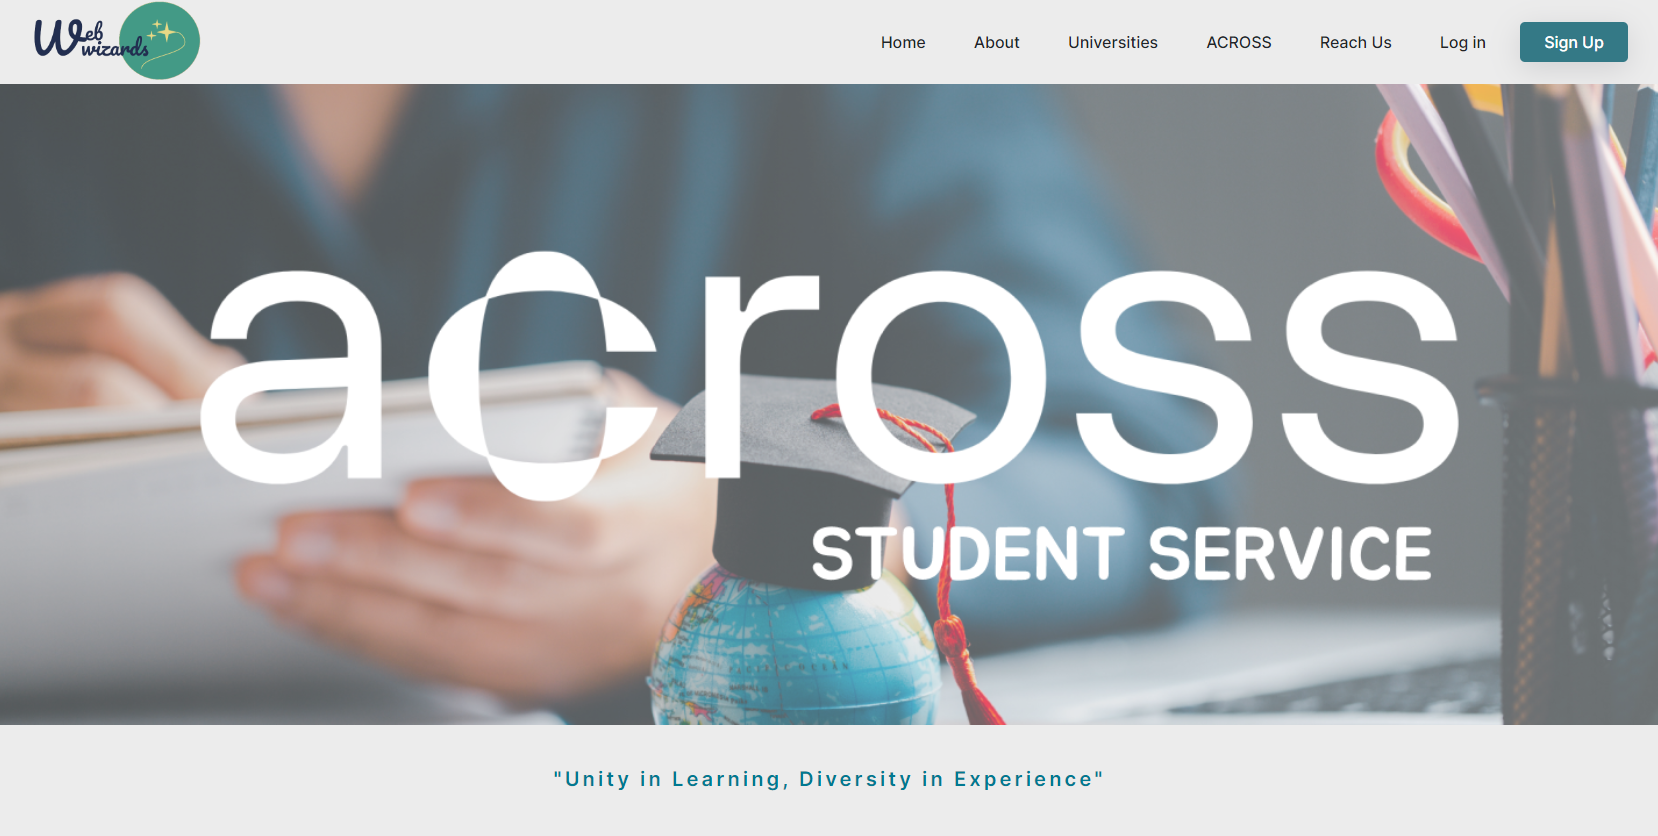 Web
wizards
Home
About
Universities
ACROSS
Reach Us
Log in
Sign Up
across
STUDENT SERVICE
"Unity in Learning, Diversity in Experience"